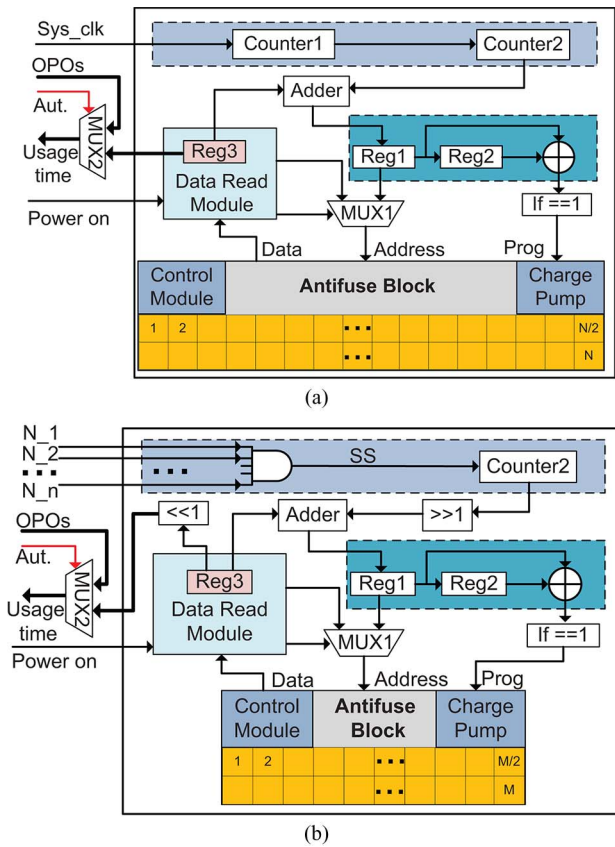 Sys_clk
Counter1
Counter2
OPOs
Aut.
MUX2
Usage
time
Adder
Reg3
Data Read
Module
Reg1
Reg2
Power on
MUX1
If ==1
Data
Address
Prog
Control
Module
Antifuse Block
Charge
Pump
1
2
...
N/2
...
N
(a)
N_1
N_2
...
N_n
...
SS
Counter2
<<1
Adder
>>1
OPOs
Aut.
MUX2
Usage
time
Reg3
Data Read
Module
Reg1
Reg2
Power on
MUX1
If ==1
Data
Address
Prog
Control
Module
Antifuse
Block
Charge
Pump
1
2
...
M/2
...
M
(b)